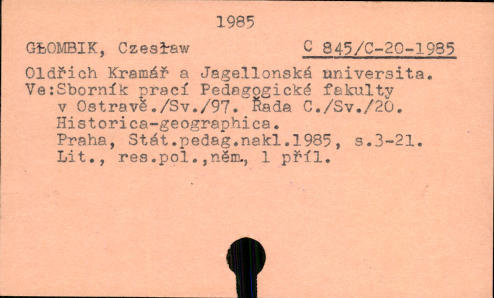 1985
GŁOMBIK, Czesław C 845/C-20-1985
Oldřich Kramář a Jagellonská universita.
Ve:Sborník prací Pedagogické fakulty
v Ostravě./Sv./97. Řada C./Sv./20.
Historica-geographica.
Praha, Stát.pedag.nakl.1985, s.3-21.
Lit., res.pol.,něm., 1 příl.